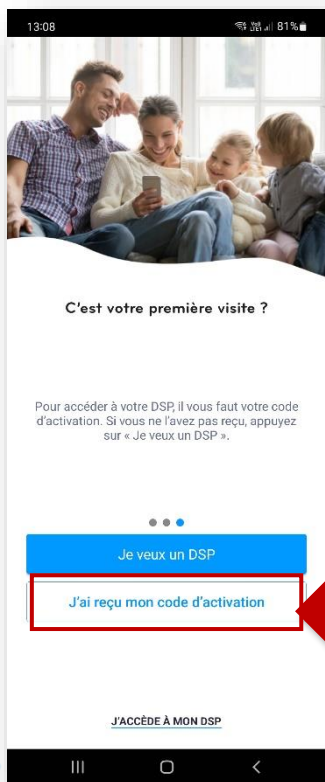 13:08 81%
C'est votre première visite ?
Pour accéder à votre DSP, il vous faut votre code
d'activation. Si vous ne l'avez pas reçu, appuyez
sur « Je veux un DSP ».
Je veux un DSP
J'ai reçu mon code d'activation
J'ACCÈDE À MON DSP